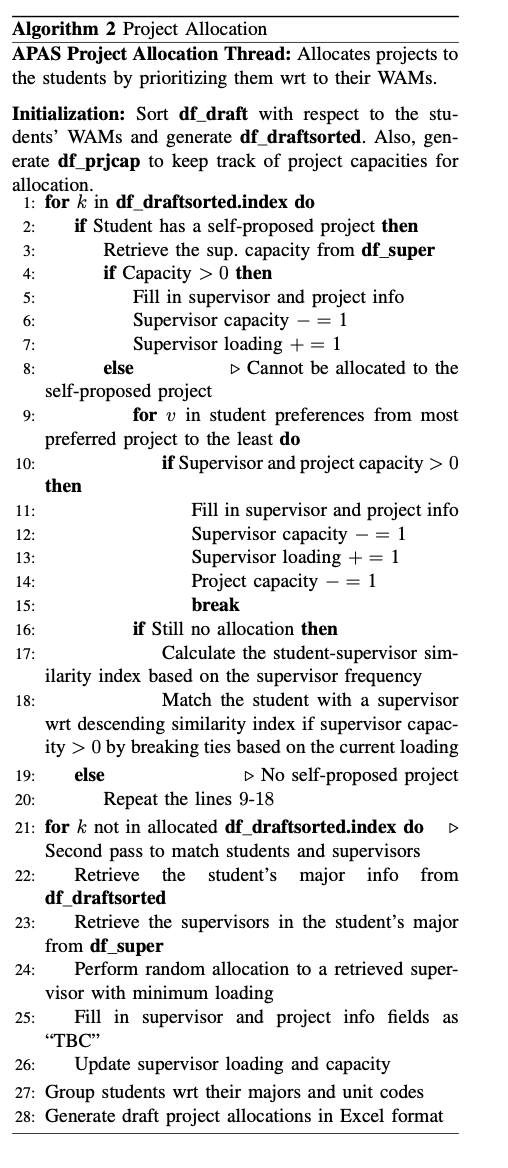 Algorithm 2 Project Allocation
APAS Project Allocation Thread: Allocates projects to
the students by prioritizing them wrt to their WAMs.
Initialization: Sort df_draft with respect to the stu-
dents' WAMs and generate df_draftsorted. Also, gen-
erate df_prjcap to keep track of project capacities for
allocation.
1: for k in df_draftsorted.index do
2: if Student has a self-proposed project then
3: Retrieve the sup. capacity from df_super
4: if Capacity > 0 then
5: Fill in supervisor and project info
6: Supervisor capacity − = 1
7: Supervisor loading + = 1
8: else ▷ Cannot be allocated to the
self-proposed project
9: for v in student preferences from most
preferred project to the least do
10: if Supervisor and project capacity > 0
then
11: Fill in supervisor and project info
12: Supervisor capacity − = 1
13: Supervisor loading + = 1
14: Project capacity − = 1
15: break
16: if Still no allocation then
17: Calculate the student-supervisor sim-
ilarity index based on the supervisor frequency
18: Match the student with a supervisor
wrt descending similarity index if supervisor capac-
ity > 0 by breaking ties based on the current loading
19: else ▷ No self-proposed project
20: Repeat the lines 9-18
21: for k not in allocated df_draftsorted.index do ▷
Second pass to match students and supervisors
22: Retrieve the student's major info from
df_draftsorted
23: Retrieve the supervisors in the student's major
from df_super
24: Perform random allocation to a retrieved super-
visor with minimum loading
25: Fill in supervisor and project info fields as
“TBC”
26: Update supervisor loading and capacity
27: Group students wrt their majors and unit codes
28: Generate draft project allocations in Excel format